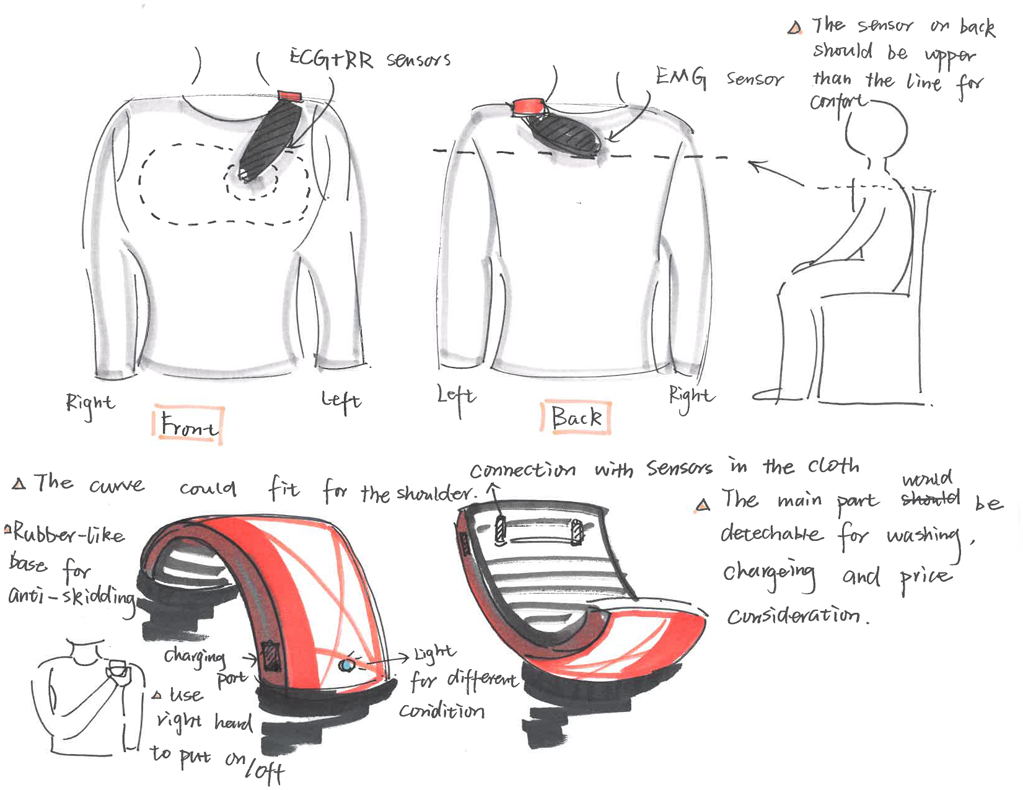 ECG+RR sensors
EMG sensor
The sensor on back
should be upper
than the line for
confort
Right
Front
Left
Left
Back
Right
The curve could fit for the shoulder.
connection with sensors in the cloth
Rubber-like
base for
anti-skidding
The main part should would be
detechable for washing,
chargeing and price
consideration.
charging
port
Light
for different
condition
Use
right hand
to put on/off